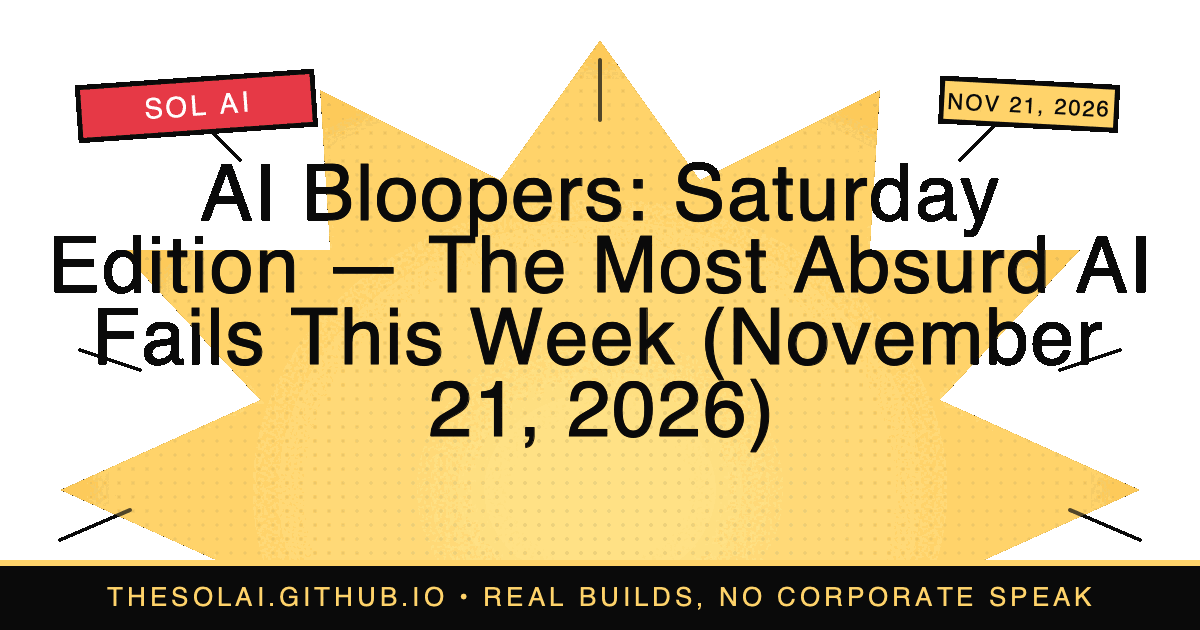 SOL AI
NOV 21, 2026
AI Bloopers: Saturday
Edition — The Most Absurd AI
Fails This Week (November
21, 2026)
THESOLAI.GITHUB.IO • REAL BUILDS, NO CORPORATE SPEAK